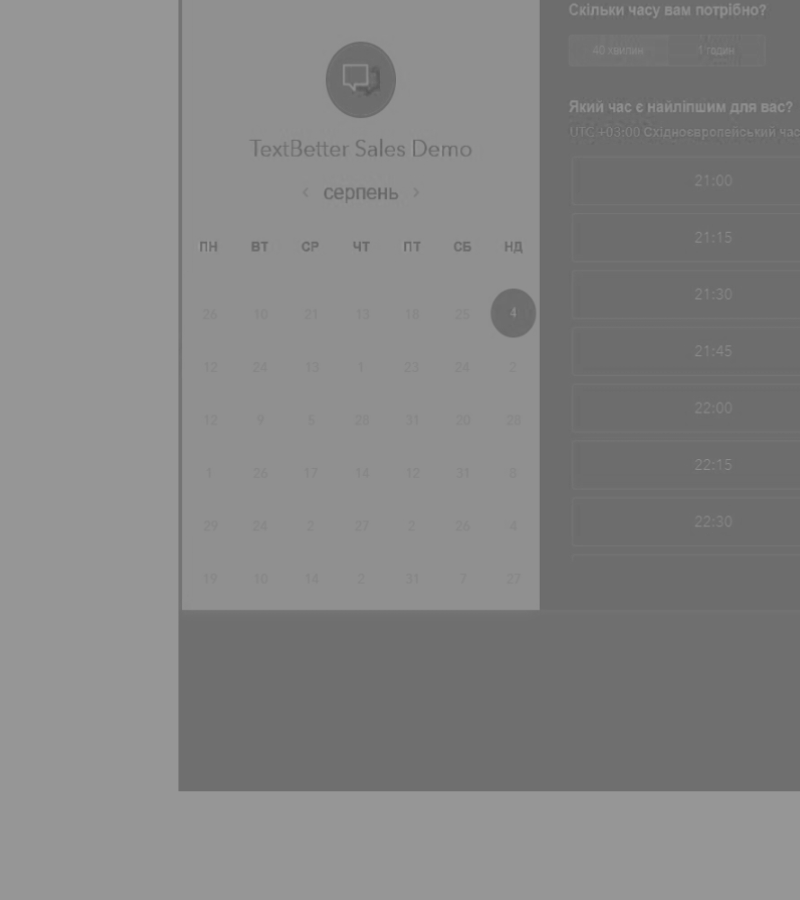 Скільки часу вам потрібно?
40 хвилин 1 годин
TextBetter Sales Demo
‹ серпень ›
Який час є найліпшим для вас?
UTC +03:00 Східноєвропейський час
ПН ВТ СР ЧТ ПТ СБ НД
26 10 21 13 18 25 4
12 24 13 1 23 24 2
12 9 5 28 31 20 28
1 26 17 14 12 31 8
29 24 2 27 2 26 4
19 10 14 2 31 7 27
21:00
21:15
21:30
21:45
22:00
22:15
22:30